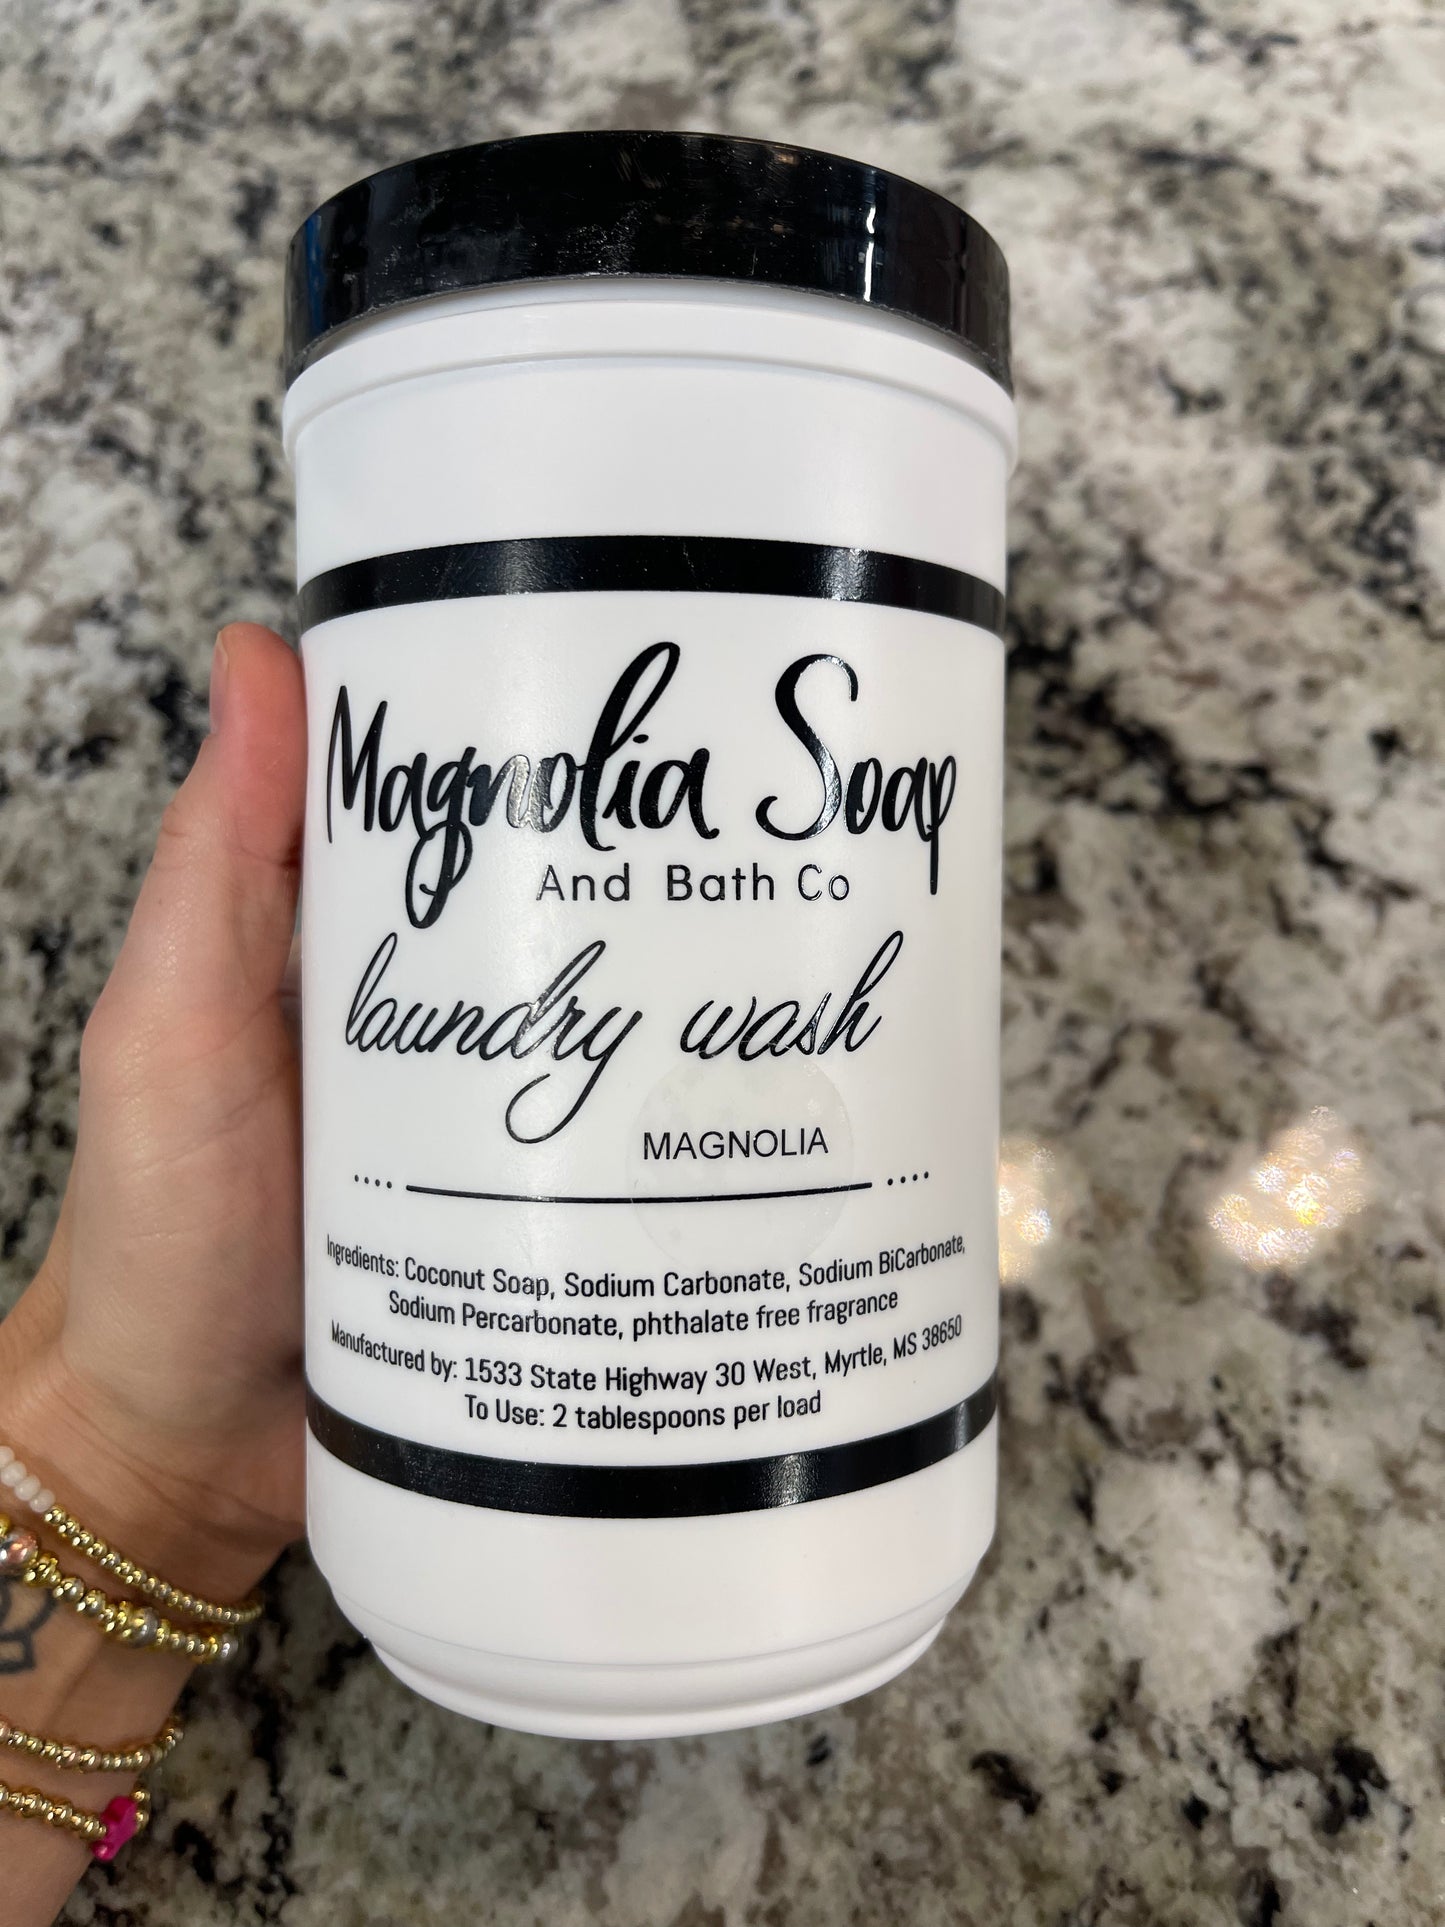 Magnolia Soap
And Bath Co
laundry wash
MAGNOLIA
Ingredients: Coconut Soap, Sodium Carbonate, Sodium BiCarbonate,
Sodium Percarbonate, phthalate free fragrance
Manufactured by: 1533 State Highway 30 West, Myrtle, MS 38650
To Use: 2 tablespoons per load